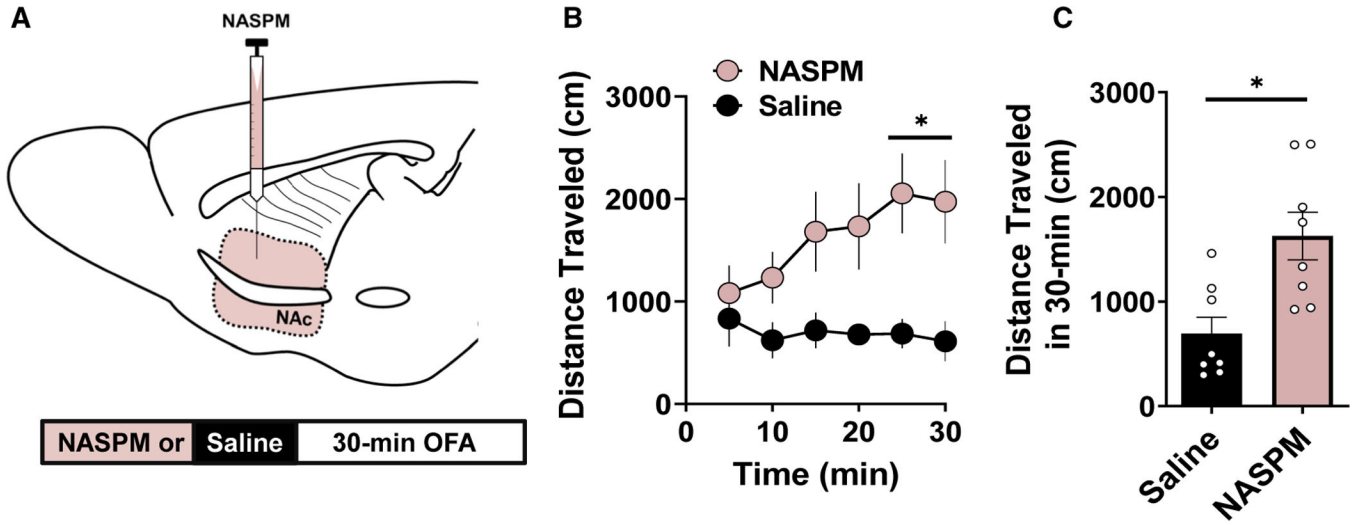 A
NASPM
NAc
NASPM or Saline 30-min OFA
B
NASPM
Saline
*
Distance Traveled (cm)
3000
2000
1000
0
0 10 20 30
Time (min)
C
*
Distance Traveled
in 30-min (cm)
3000
2000
1000
0
Saline
NASPM